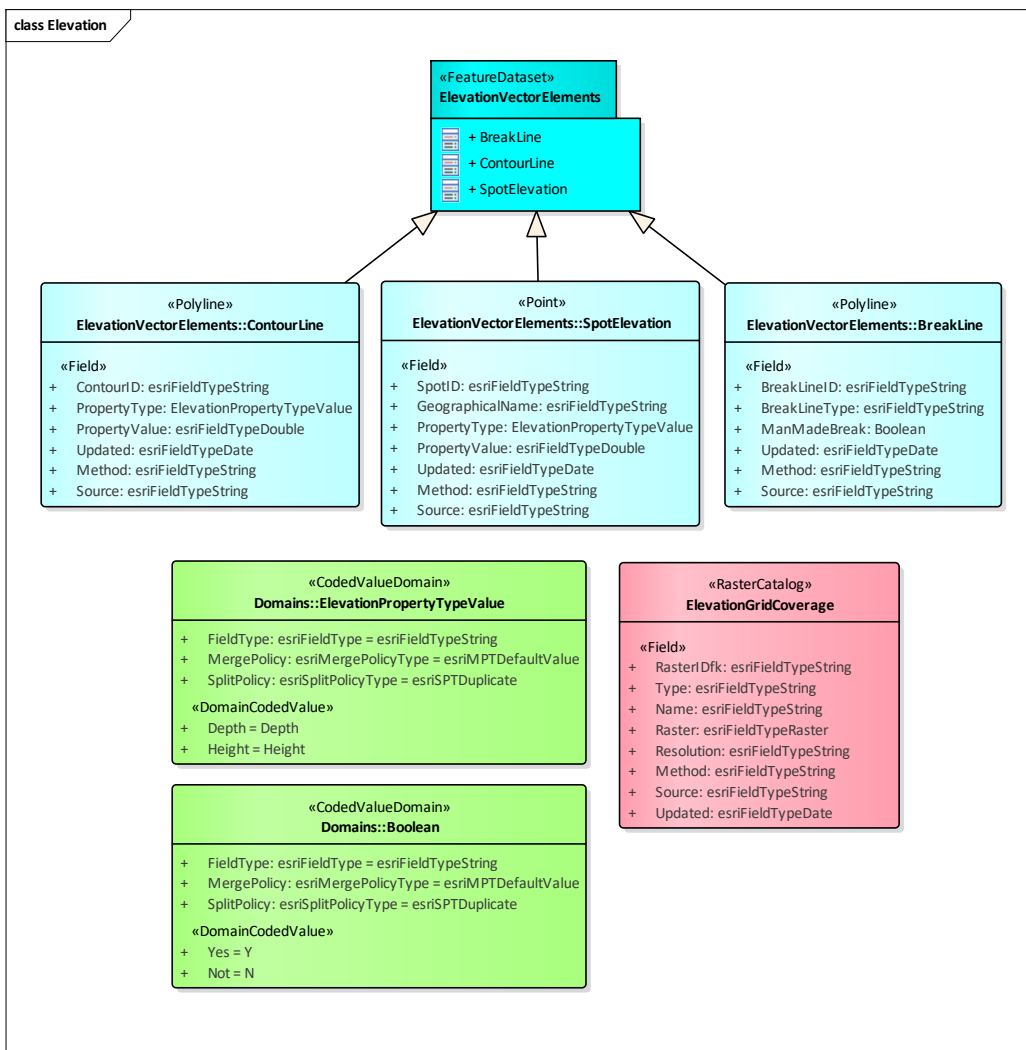 class Elevation
«FeatureDataset»
ElevationVectorElements
+ BreakLine
+ ContourLine
+ SpotElevation
«Polyline»
ElevationVectorElements::ContourLine
«Field»
+ ContourID: esriFieldTypeString
+ PropertyType: ElevationPropertyTypeValue
+ PropertyValue: esriFieldTypeDouble
+ Updated: esriFieldTypeDate
+ Method: esriFieldTypeString
+ Source: esriFieldTypeString
«Point»
ElevationVectorElements::SpotElevation
«Field»
+ SpotID: esriFieldTypeString
+ GeographicalName: esriFieldTypeString
+ PropertyType: ElevationPropertyTypeValue
+ PropertyValue: esriFieldTypeDouble
+ Updated: esriFieldTypeDate
+ Method: esriFieldTypeString
+ Source: esriFieldTypeString
«Polyline»
ElevationVectorElements::BreakLine
«Field»
+ BreakLineID: esriFieldTypeString
+ BreakLineType: esriFieldTypeString
+ ManMadeBreak: Boolean
+ Updated: esriFieldTypeDate
+ Method: esriFieldTypeString
+ Source: esriFieldTypeString
«CodedValueDomain»
Domains::ElevationPropertyTypeValue
+ FieldType: esriFieldType = esriFieldTypeString
+ MergePolicy: esriMergePolicyType = esriMPTDefaultValue
+ SplitPolicy: esriSplitPolicyType = esriSPTDuplicate
«DomainCodedValue»
+ Depth = Depth
+ Height = Height
«RasterCatalog»
ElevationGridCoverage
«Field»
+ RasterIDfk: esriFieldTypeString
+ Type: esriFieldTypeString
+ Name: esriFieldTypeString
+ Raster: esriFieldTypeRaster
+ Resolution: esriFieldTypeString
+ Method: esriFieldTypeString
+ Source: esriFieldTypeString
+ Updated: esriFieldTypeDate
«CodedValueDomain»
Domains::Boolean
+ FieldType: esriFieldType = esriFieldTypeString
+ MergePolicy: esriMergePolicyType = esriMPTDefaultValue
+ SplitPolicy: esriSplitPolicyType = esriSPTDuplicate
«DomainCodedValue»
+ Yes = Y
+ Not = N